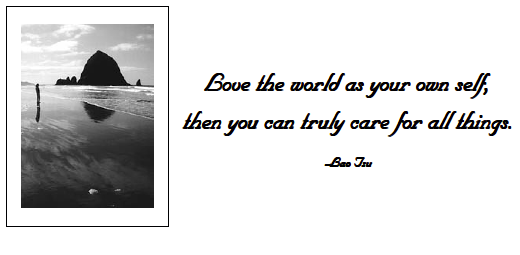 Love the world as your own self,
then you can truly care for all things.
-Lao Tzu